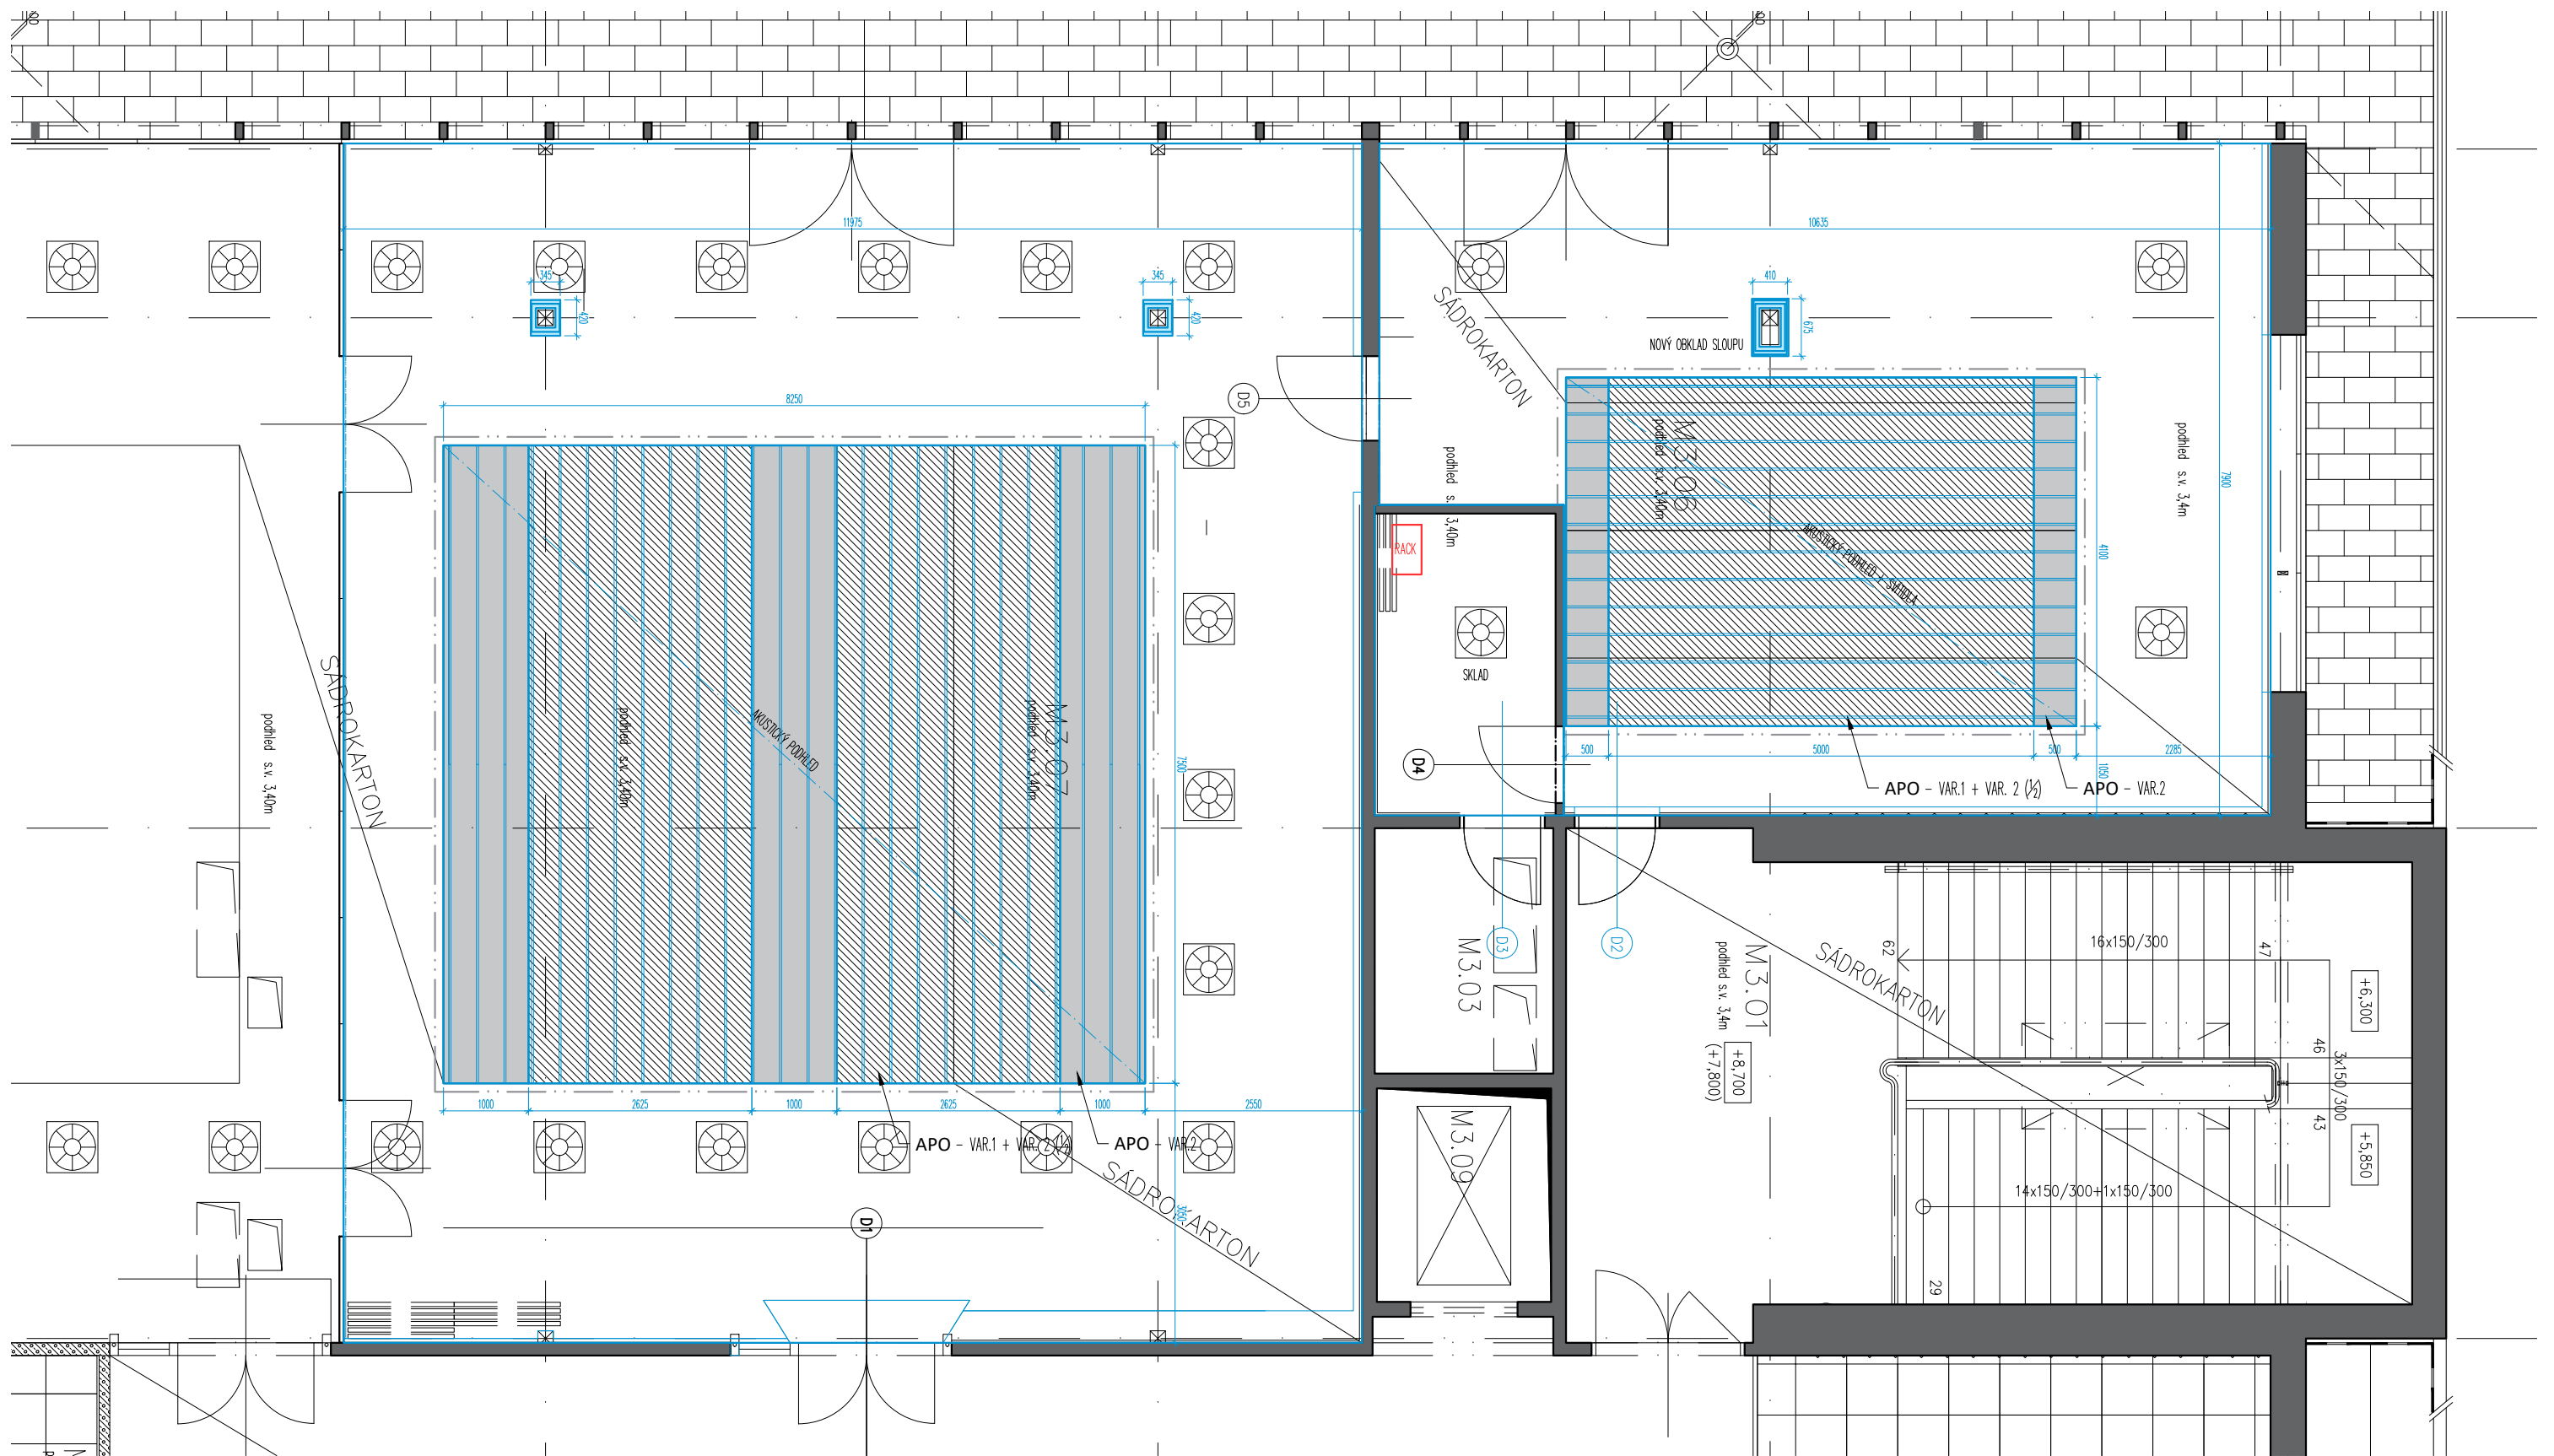 11975
10635
345
420
345
420
410
675
NOVÝ OBKLAD SLOUPU
SÁDROKARTON
D5
8250
podhled s.v. 3,40m
M3.06
podhled s.v. 3,40m
podhled s.v. 3,4m
7900
4100
AKUSTICKÝ PODHLED + SVÍTIDLA
RACK
SKLAD
SÁDROKARTON
podhled s.v. 3,40m
podhled s.v. 3,40m
AKUSTICKÝ PODHLED
M3.07
podhled s.v. 3,40m
7500
D4
500
5000
500
2285
1050
APO – VAR.1 + VAR. 2 (½)
APO – VAR.2
D3
D2
M3.03
M3.01
podhled s.v. 3,4m
+8,700
(+7,800)
SÁDROKARTON
62
16x150/300
47
+6,300
46
3x150/300
43
+5,850
14x150/300+1x150/300
29
1000
2625
1000
2625
1000
2550
APO – VAR.1 + VAR. 2 (½)
APO – VAR.2
SÁDROKARTON
3050
M3.09
D1